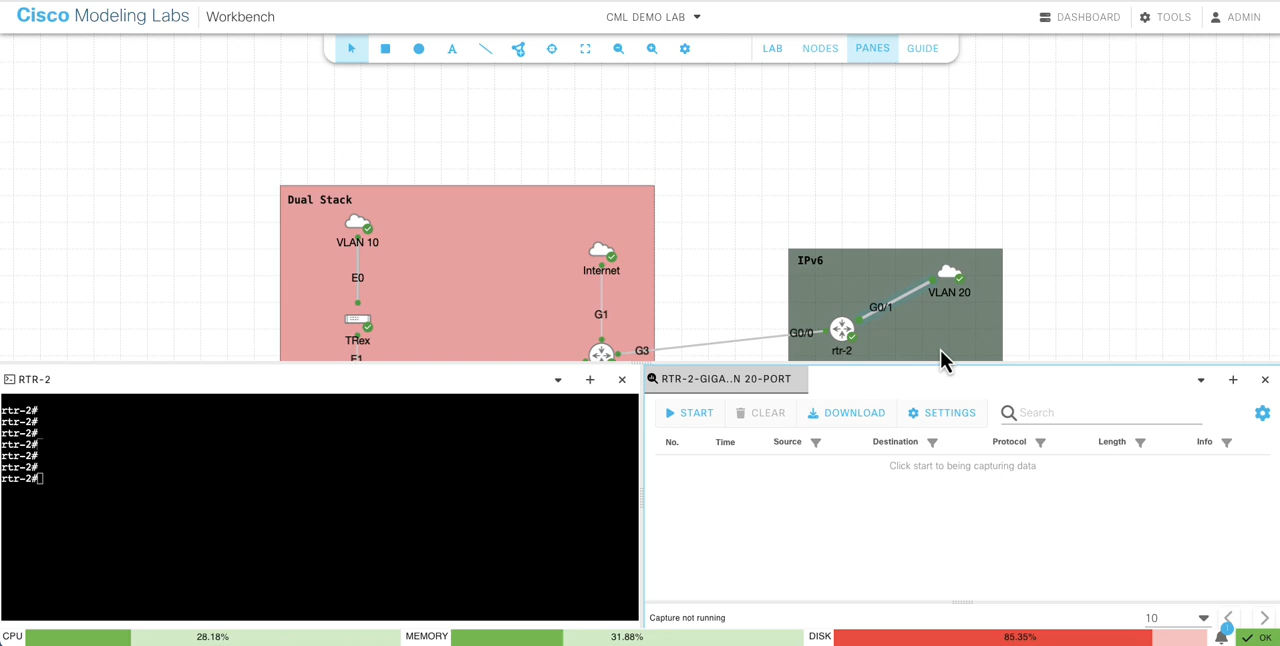 Cisco Modeling Labs Workbench CML DEMO LAB DASHBOARD TOOLS ADMIN
A LAB NODES PANES GUIDE
Dual Stack
VLAN 10
E0
TRex
E1
Internet
G1
G3
IPv6
VLAN 20
G0/1
G0/0
rtr-2
RTR-2
rtr-2#
rtr-2#
rtr-2#
rtr-2#
rtr-2#
rtr-2#
rtr-2#
RTR-2-GIGA..N 20-PORT
START CLEAR DOWNLOAD SETTINGS Search
No. Time Source Destination Protocol Length Info
Click start to being capturing data
Capture not running 10
CPU 28.18% MEMORY 31.88% DISK 85.35% 1 OK